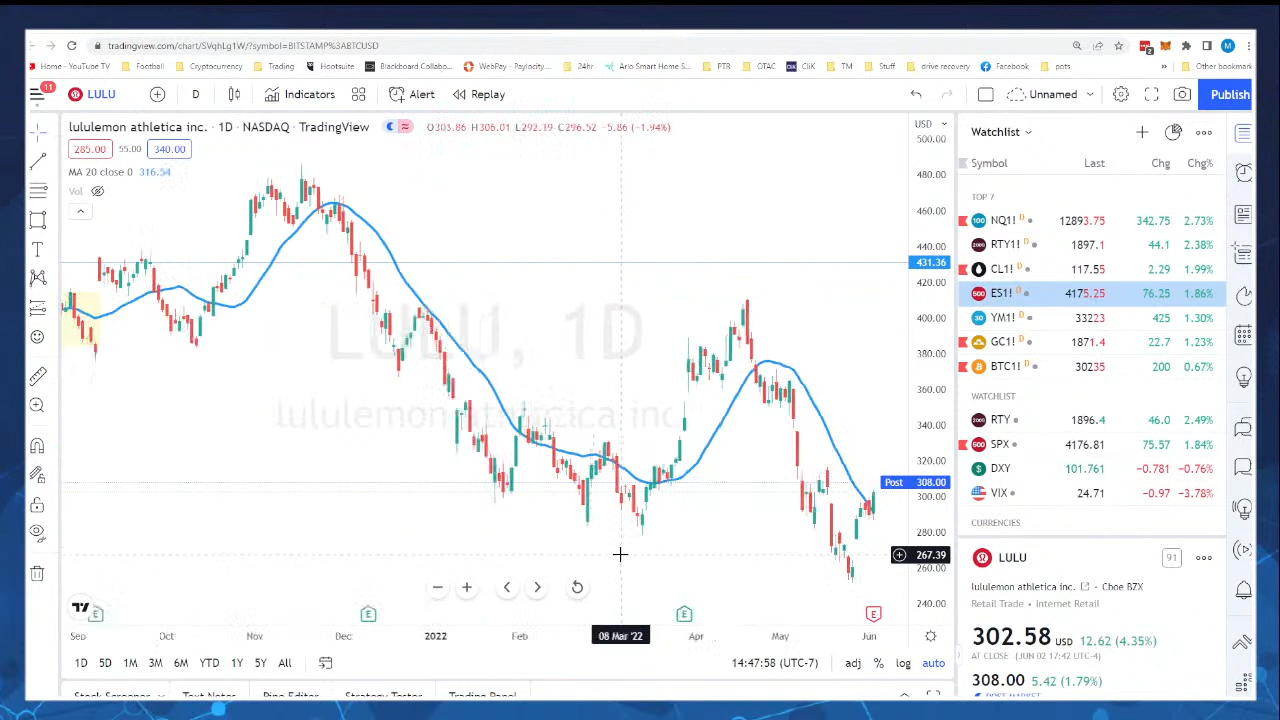 tradingview.com/chart/SVqhLg1W/?symbol=BITSTAMP%3ABTCUSD
Home - YouTube TV Football Cryptocurrency Trading Hootsuite Blackboard Collabo... WebPay - Paylocity... 24hr Arlo Smart Home S... PTR OTAC CliK TM Stuff drive recovery Facebook pots » Other bookmark
11 LULU D Indicators Alert Replay Unnamed Publish
lululemon athletica inc. · 1D · NASDAQ · TradingView
C296.52 -5.86 (-1.94%)
285.00 55.00 340.00
MA 20 close 0 316.54
Vol
LULU, 1D
lululemon athletica inc.
USD
500.00
480.00
460.00
440.00
431.36
420.00
400.00
380.00
360.00
340.00
320.00
Post 308.00
300.00
280.00
267.39
260.00
240.00
E E E E
Sep Oct Nov Dec 2022 Feb 08 Mar '22 Apr May Jun
1D 5D 1M 3M 6M YTD 1Y 5Y All 14:47:58 (UTC-7) adj % log auto
Stock Screener Text Notes Pine Editor Strategy Tester Trading Panel
Watchlist
Symbol Last Chg Chg%
TOP 7
NQ1! D 12893.75 342.75 2.73%
RTY1! D 1897.1 44.1 2.38%
CL1! D 117.55 2.29 1.99%
ES1! D 4175.25 76.25 1.86%
YM1! D 33223 425 1.30%
GC1! D 1871.4 22.7 1.23%
BTC1! D 30235 200 0.67%
WATCHLIST
RTY 1896.4 46.0 2.49%
SPX 4176.81 75.57 1.84%
DXY 101.761 -0.781 -0.76%
VIX 24.71 -0.97 -3.78%
CURRENCIES
LULU 91
lululemon athletica inc. · Cboe BZX
Retail Trade · Internet Retail
302.58 USD 12.62 (4.35%)
AT CLOSE (JUN 02 17:42 UTC-4)
308.00 5.42 (1.79%)
POST-MARKET